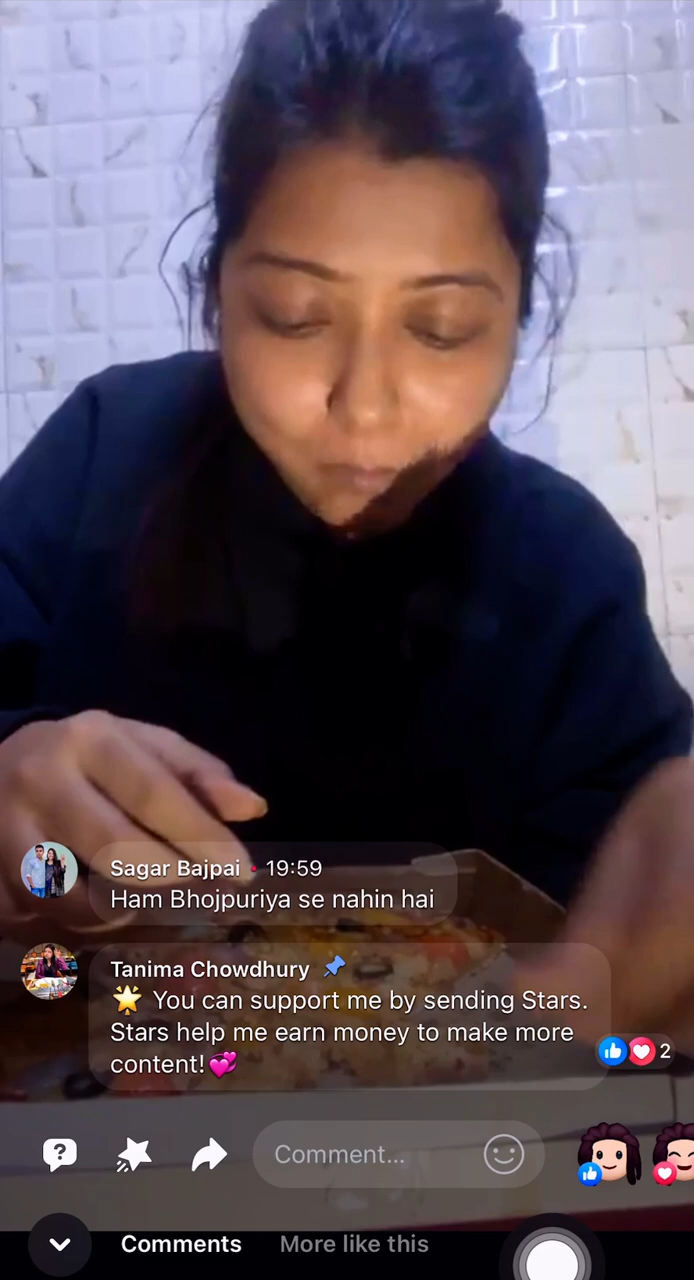 Sagar Bajpai • 19:59
Ham Bhojpuriya se nahin hai
Tanima Chowdhury 📌
🌟 You can support me by sending Stars.
Stars help me earn money to make more
content!💞
2
?
Comment...
Comments
More like this